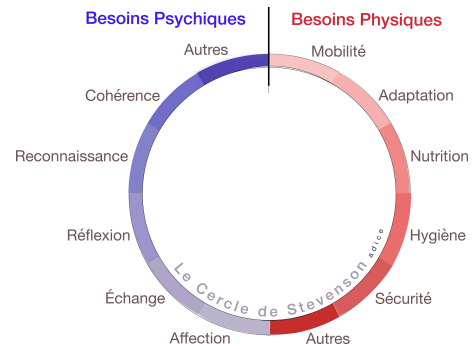 Besoins Psychiques
Besoins Physiques
Autres
Mobilité
Cohérence
Adaptation
Reconnaissance
Nutrition
Réflexion
Hygiène
Échange
Sécurité
Affection
Autres
Le Cercle de Stevenson
adice